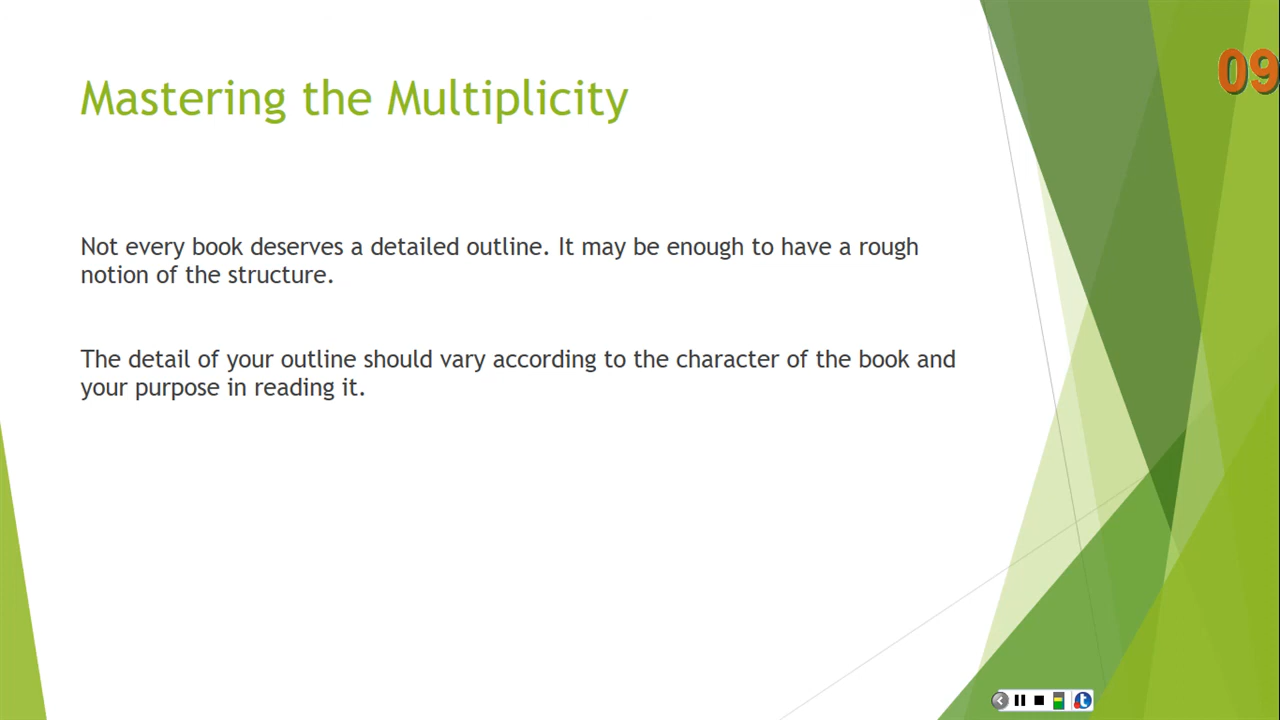 09
Mastering the Multiplicity
Not every book deserves a detailed outline. It may be enough to have a rough
notion of the structure.
The detail of your outline should vary according to the character of the book and
your purpose in reading it.
t